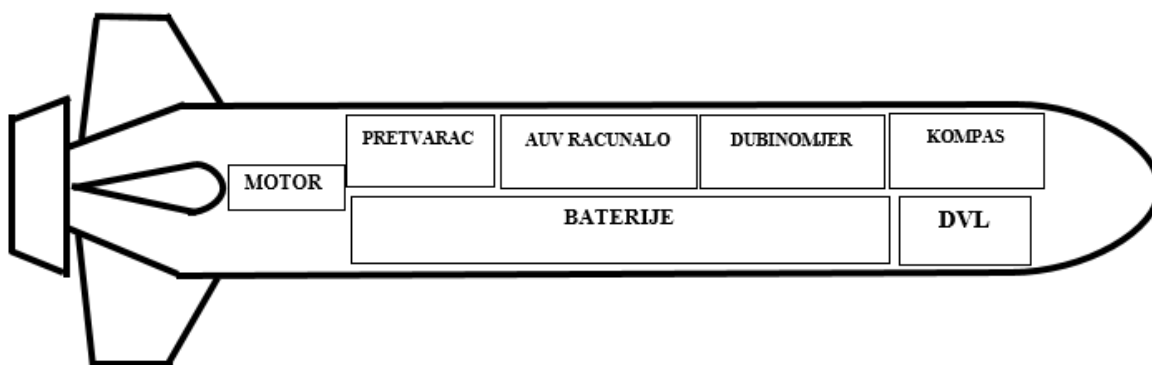 PRETVARAC
AUV RACUNALO
DUBINOMJER
KOMPAS
MOTOR
BATERIJE
DVL